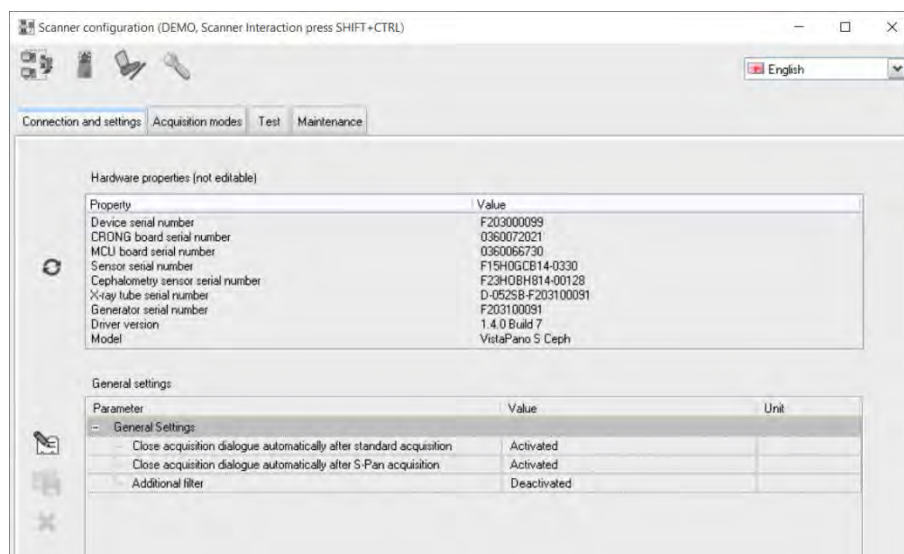 Scanner configuration (DEMO, Scanner Interaction press SHIFT+CTRL)
English
Connection and settings Acquisition modes Test Maintenance
Hardware properties (not editable)
Property Value
Device serial number F203000099
CRONG board serial number 0360072021
MCU board serial number 0360066730
Sensor serial number F15H0GCB14-0330
Cephalometry sensor serial number F23HOBH814-00128
X-ray tube serial number D-052SB-F203100091
Generator serial number F203100091
Driver version 1.4.0 Build 7
Model VistaPano S Ceph
General settings
Parameter Value Unit
General Settings
Close acquisition dialogue automatically after standard acquisition Activated
Close acquisition dialogue automatically after S-Pan acquisition Activated
Additional filter Deactivated